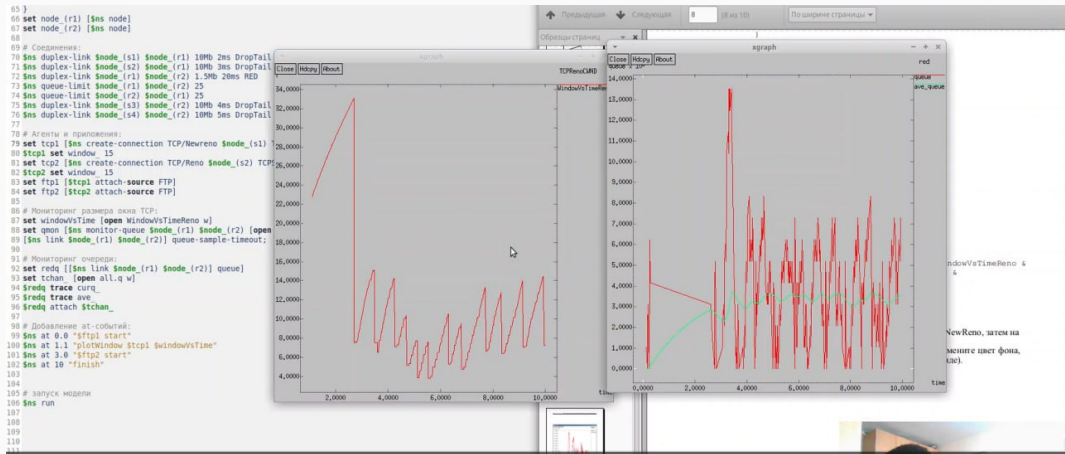 65 }
66 set node_(r1) [$ns node]
67 set node_(r2) [$ns node]
68
69 # Соединения:
70 $ns duplex-link $node_(s1) $node_(r1) 10Mb 2ms DropTail
71 $ns duplex-link $node_(s2) $node_(r1) 10Mb 3ms DropTail
72 $ns duplex-link $node_(r1) $node_(r2) 1.5Mb 20ms RED
73 $ns queue-limit $node_(r1) $node_(r2) 25
74 $ns queue-limit $node_(r2) $node_(r1) 25
75 $ns duplex-link $node_(s3) $node_(r2) 10Mb 4ms DropTail
76 $ns duplex-link $node_(s4) $node_(r2) 10Mb 5ms DropTail
77
78 # Агенты и приложения:
79 set tcp1 [$ns create-connection TCP/Newreno $node_(s1)
80 $tcp1 set window_ 15
81 set tcp2 [$ns create-connection TCP/Reno $node_(s2) TCPS
82 $tcp2 set window_ 15
83 set ftp1 [$tcp1 attach-source FTP]
84 set ftp2 [$tcp2 attach-source FTP]
85
86 # Мониторинг размера окна TCP:
87 set windowVsTime [open WindowVsTimeReno w]
88 set qmon [$ns monitor-queue $node_(r1) $node_(r2) [open
89 [$ns link $node_(r1) $node_(r2)] queue-sample-timeout;
90
91 # Мониторинг очереди:
92 set redq [[$ns link $node_(r1) $node_(r2)] queue]
93 set tchan_ [open all.q w]
94 $redq trace curq_
95 $redq trace ave_
96 $redq attach $tchan_
97
98 # Добавление at-событий:
99 $ns at 0.0 "$ftp1 start"
100 $ns at 1.1 "plotWindow $tcp1 $windowVsTime"
101 $ns at 3.0 "$ftp2 start"
102 $ns at 10 "finish"
103
104
105 # запуск модели
106 $ns run
107
108
109
110
Предыдущая Следующая 8 (8 из 10) По ширине страницы
Образцы страниц
xgraph
Close Hdcpy About
TCPRenoCWND
WindowVsTimeRen
34,0000
32,0000
30,0000
28,0000
26,0000
24,0000
22,0000
20,0000
18,0000
16,0000
14,0000
12,0000
10,0000
8,0000
6,0000
4,0000
2,0000 4,0000 6,0000 8,0000 10,0000
xgraph
Close Hdcpy About
red
queue
ave_queue
14,0000
13,0000
12,0000
11,0000
10,0000
9,0000
8,0000
7,0000
6,0000
5,0000
4,0000
3,0000
2,0000
1,0000
0,0000
0,0000 2,0000 4,0000 6,0000 8,0000 10,0000
time
ndowVsTimeReno &
&
NewReno, затем на
мените цвет фона,
де).